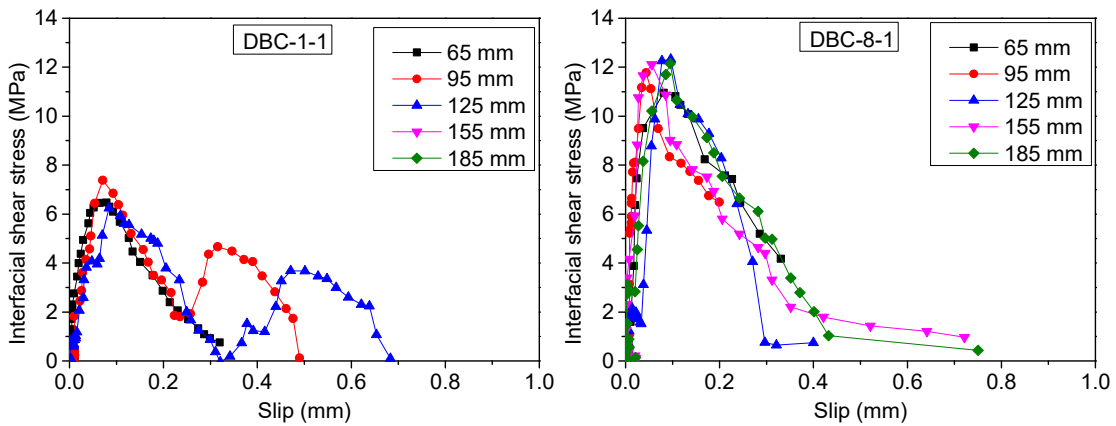 DBC-1-1
65 mm
95 mm
125 mm
155 mm
185 mm
Interfacial shear stress (MPa)
14
12
10
8
6
4
2
0
0.0 0.2 0.4 0.6 0.8 1.0
Slip (mm)
DBC-8-1
65 mm
95 mm
125 mm
155 mm
185 mm
Interfacial shear stress (MPa)
14
12
10
8
6
4
2
0
0.0 0.2 0.4 0.6 0.8 1.0
Slip (mm)